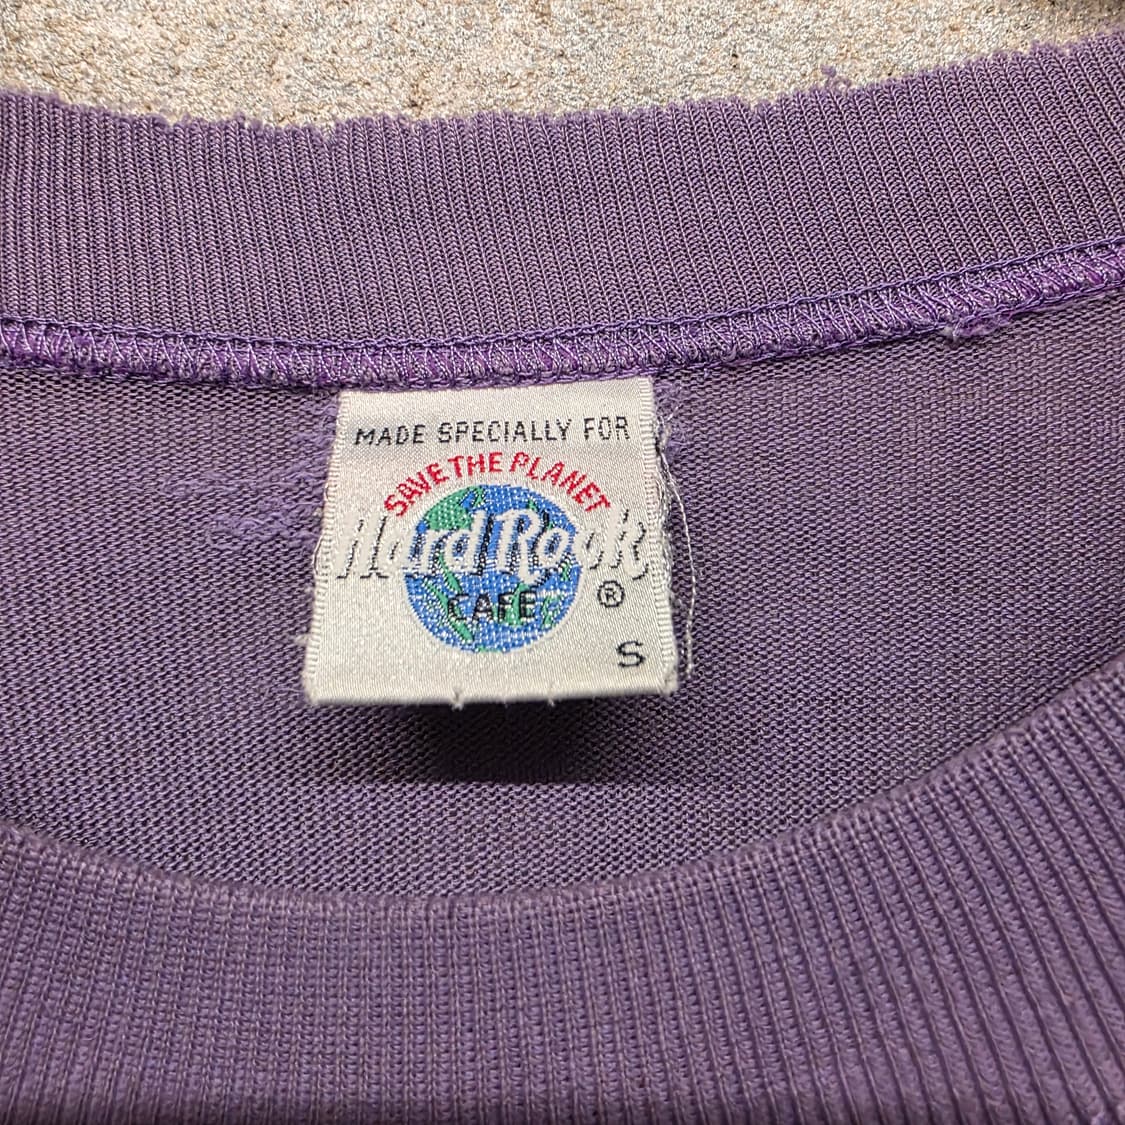 MADE SPECIALLY FOR
SAVE THE PLANET
Hard Rock
CAFE
®
S